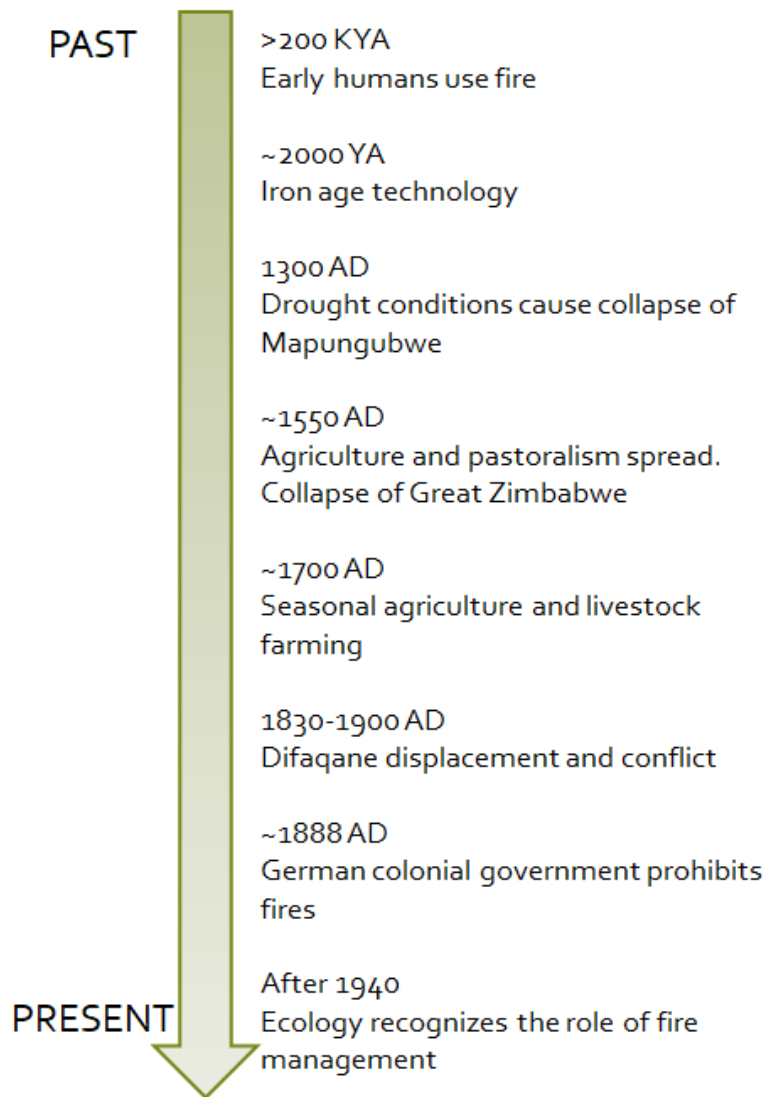 PAST
>200 KYA
Early humans use fire
~2000 YA
Iron age technology
1300 AD
Drought conditions cause collapse of
Mapungubwe
~1550 AD
Agriculture and pastoralism spread.
Collapse of Great Zimbabwe
~1700 AD
Seasonal agriculture and livestock
farming
1830-1900 AD
Difaqane displacement and conflict
~1888 AD
German colonial government prohibits
fires
PRESENT
After 1940
Ecology recognizes the role of fire
management